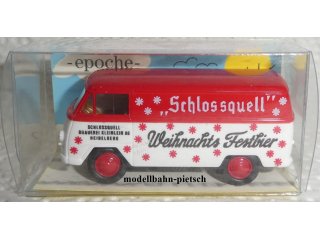 -epoche-
„Schlossquell"
SCHLOSSQUELL
BRAUEREI KLEINLEIN AG
HEIDELBERG
Weihnachts Festbier
modellbahn-pietsch